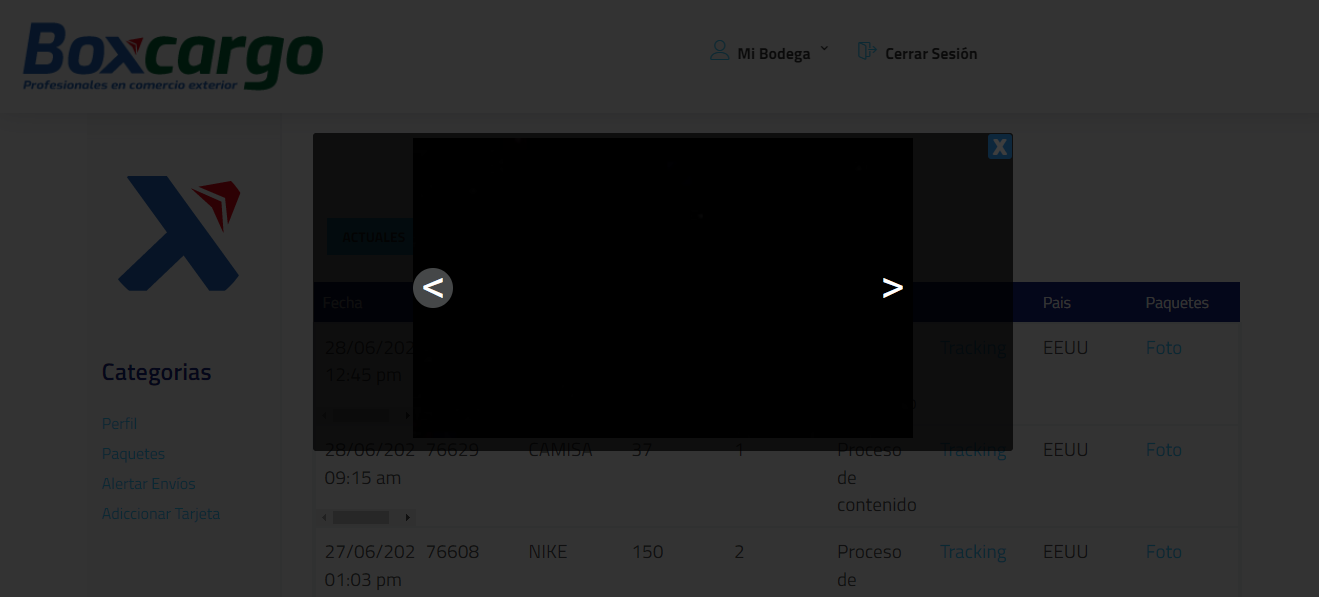 Boxcargo
Profesionales en comercio exterior
Mi Bodega
Cerrar Sesión
X
ACTUALES
< >
Fecha Pais Paquetes
28/06/202 Tracking EEUU Foto
12:45 pm
Categorias
Perfil
Paquetes
Alertar Envíos
Adiccionar Tarjeta
28/06/202 76629 CAMISA 37 1 Proceso Tracking EEUU Foto
09:15 am de
contenido
27/06/202 76608 NIKE 150 2 Proceso Tracking EEUU Foto
01:03 pm de